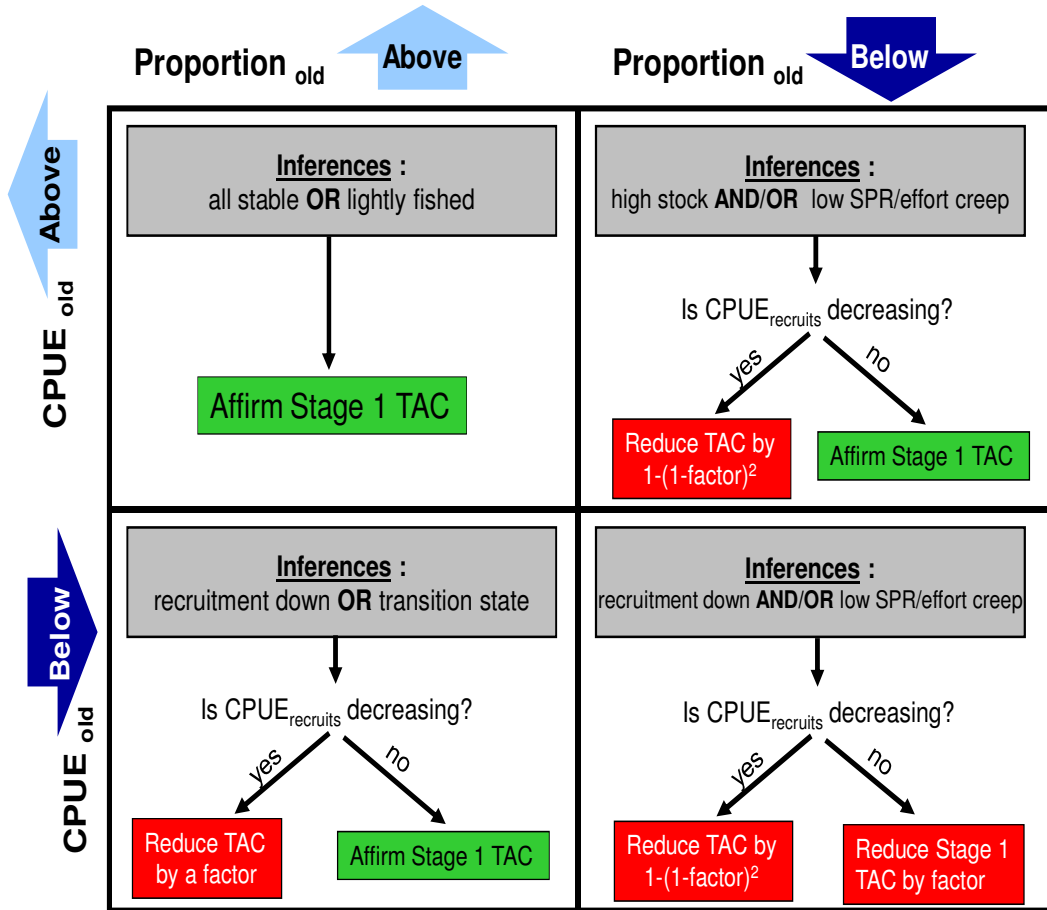 Proportion old
Above
Proportion old
Below
Above
CPUE old
Inferences :
all stable OR lightly fished
Affirm Stage 1 TAC
Inferences :
high stock AND/OR low SPR/effort creep
Is CPUErecruits decreasing?
yes
no
Reduce TAC by
1-(1-factor)²
Affirm Stage 1 TAC
Below
CPUE old
Inferences :
recruitment down OR transition state
Is CPUErecruits decreasing?
yes
no
Reduce TAC
by a factor
Affirm Stage 1 TAC
Inferences :
recruitment down AND/OR low SPR/effort creep
Is CPUErecruits decreasing?
yes
no
Reduce TAC by
1-(1-factor)²
Reduce Stage 1
TAC by factor